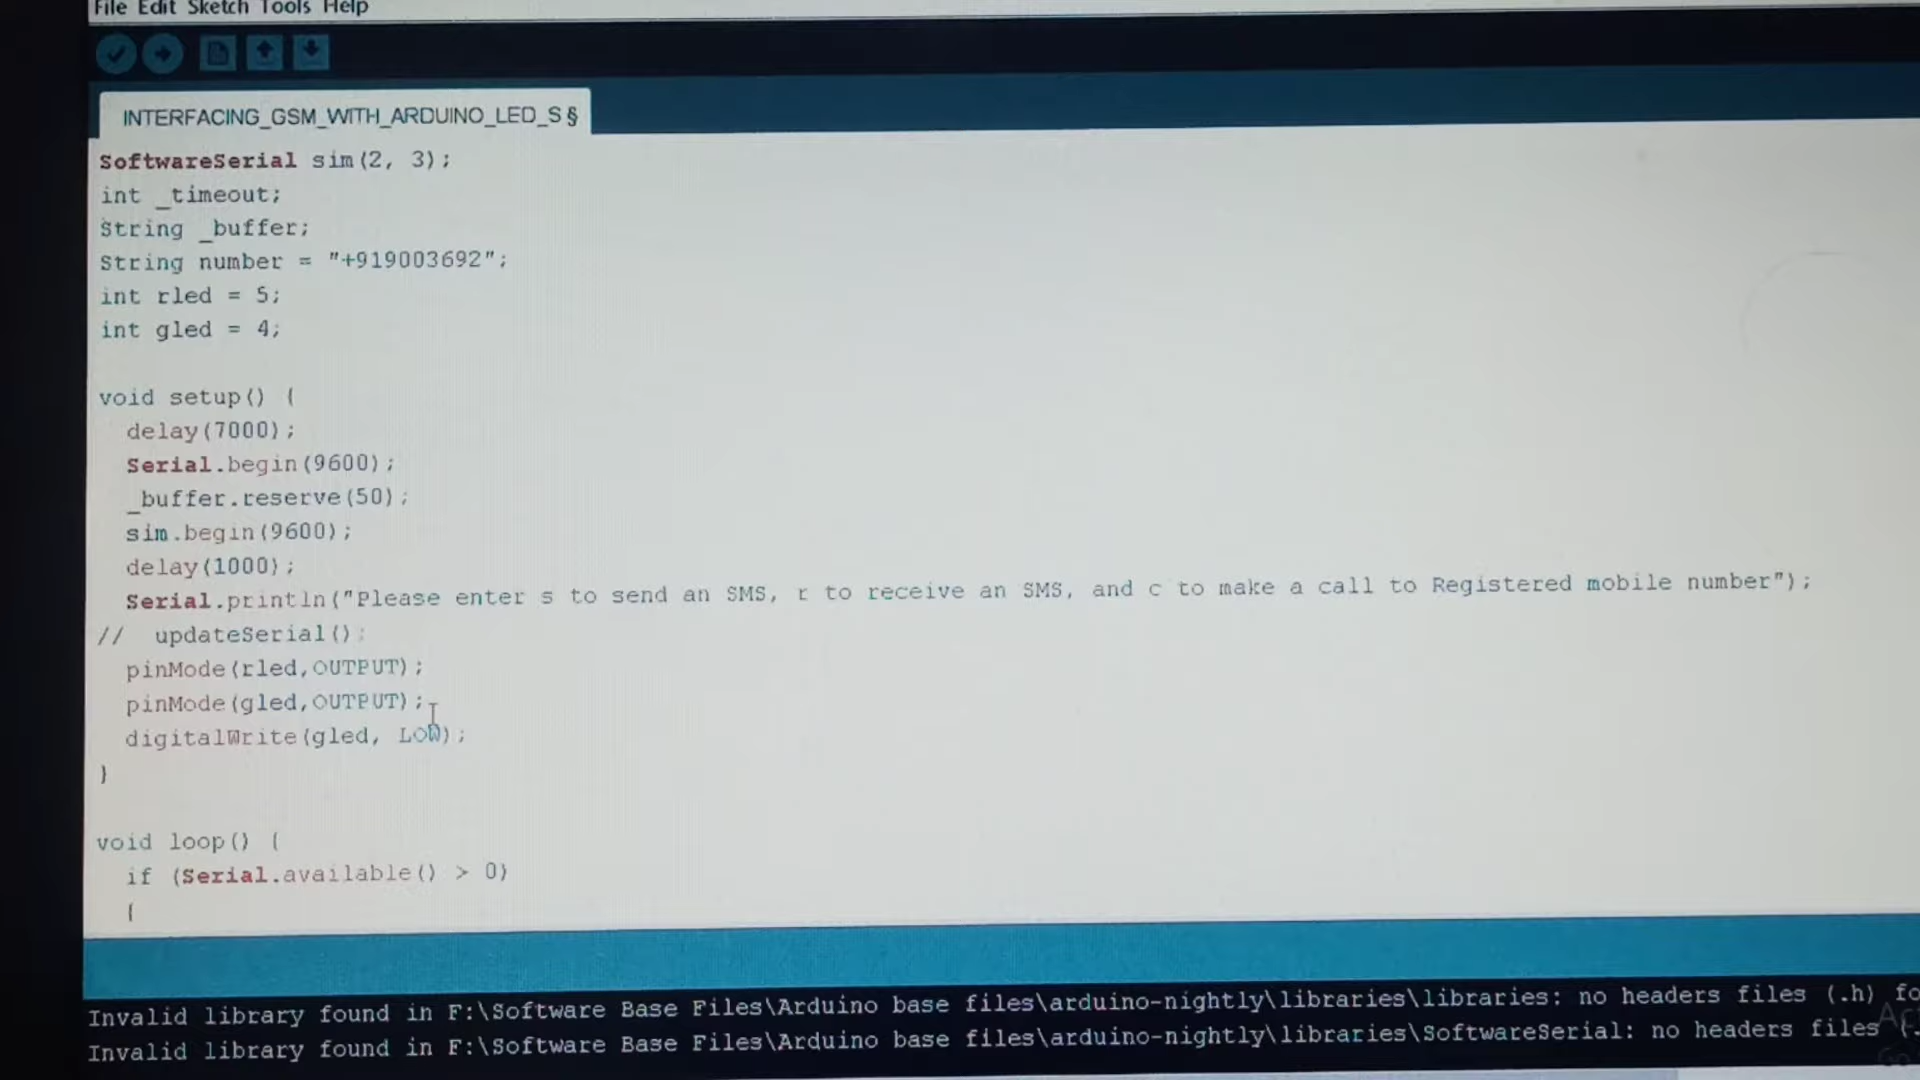 File Edit Sketch Tools Help
INTERFACING_GSM_WITH_ARDUINO_LED_S §
SoftwareSerial sim(2, 3);
int _timeout;
String _buffer;
String number = "+919003692";
int rled = 5;
int gled = 4;
void setup() {
delay(7000);
Serial.begin(9600);
_buffer.reserve(50);
sim.begin(9600);
delay(1000);
Serial.println("Please enter s to send an SMS, r to receive an SMS, and c to make a call to Registered mobile number");
// updateSerial();
pinMode(rled,OUTPUT);
pinMode(gled,OUTPUT);
digitalWrite(gled, LOW);
}
void loop() {
if (Serial.available() > 0)
{
Invalid library found in F:\Software Base Files\Arduino base files\arduino-nightly\libraries\libraries: no headers files (.h) fo
Invalid library found in F:\Software Base Files\Arduino base files\arduino-nightly\libraries\SoftwareSerial: no headers files